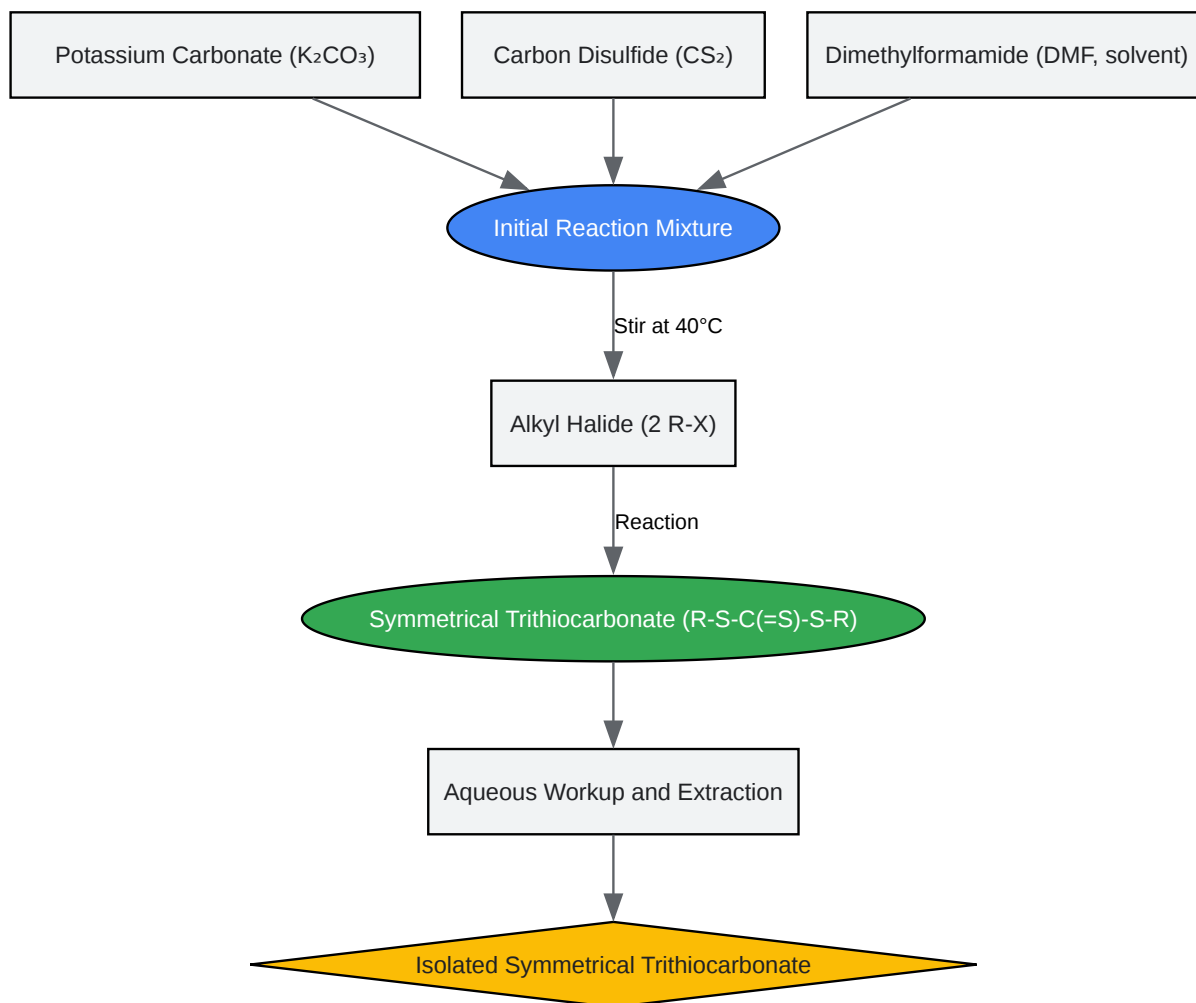 Potassium Carbonate (K₂CO₃)
Carbon Disulfide (CS₂)
Dimethylformamide (DMF, solvent)
Initial Reaction Mixture
Stir at 40°C
Alkyl Halide (2 R-X)
Reaction
Symmetrical Trithiocarbonate (R-S-C(=S)-S-R)
Aqueous Workup and Extraction
Isolated Symmetrical Trithiocarbonate